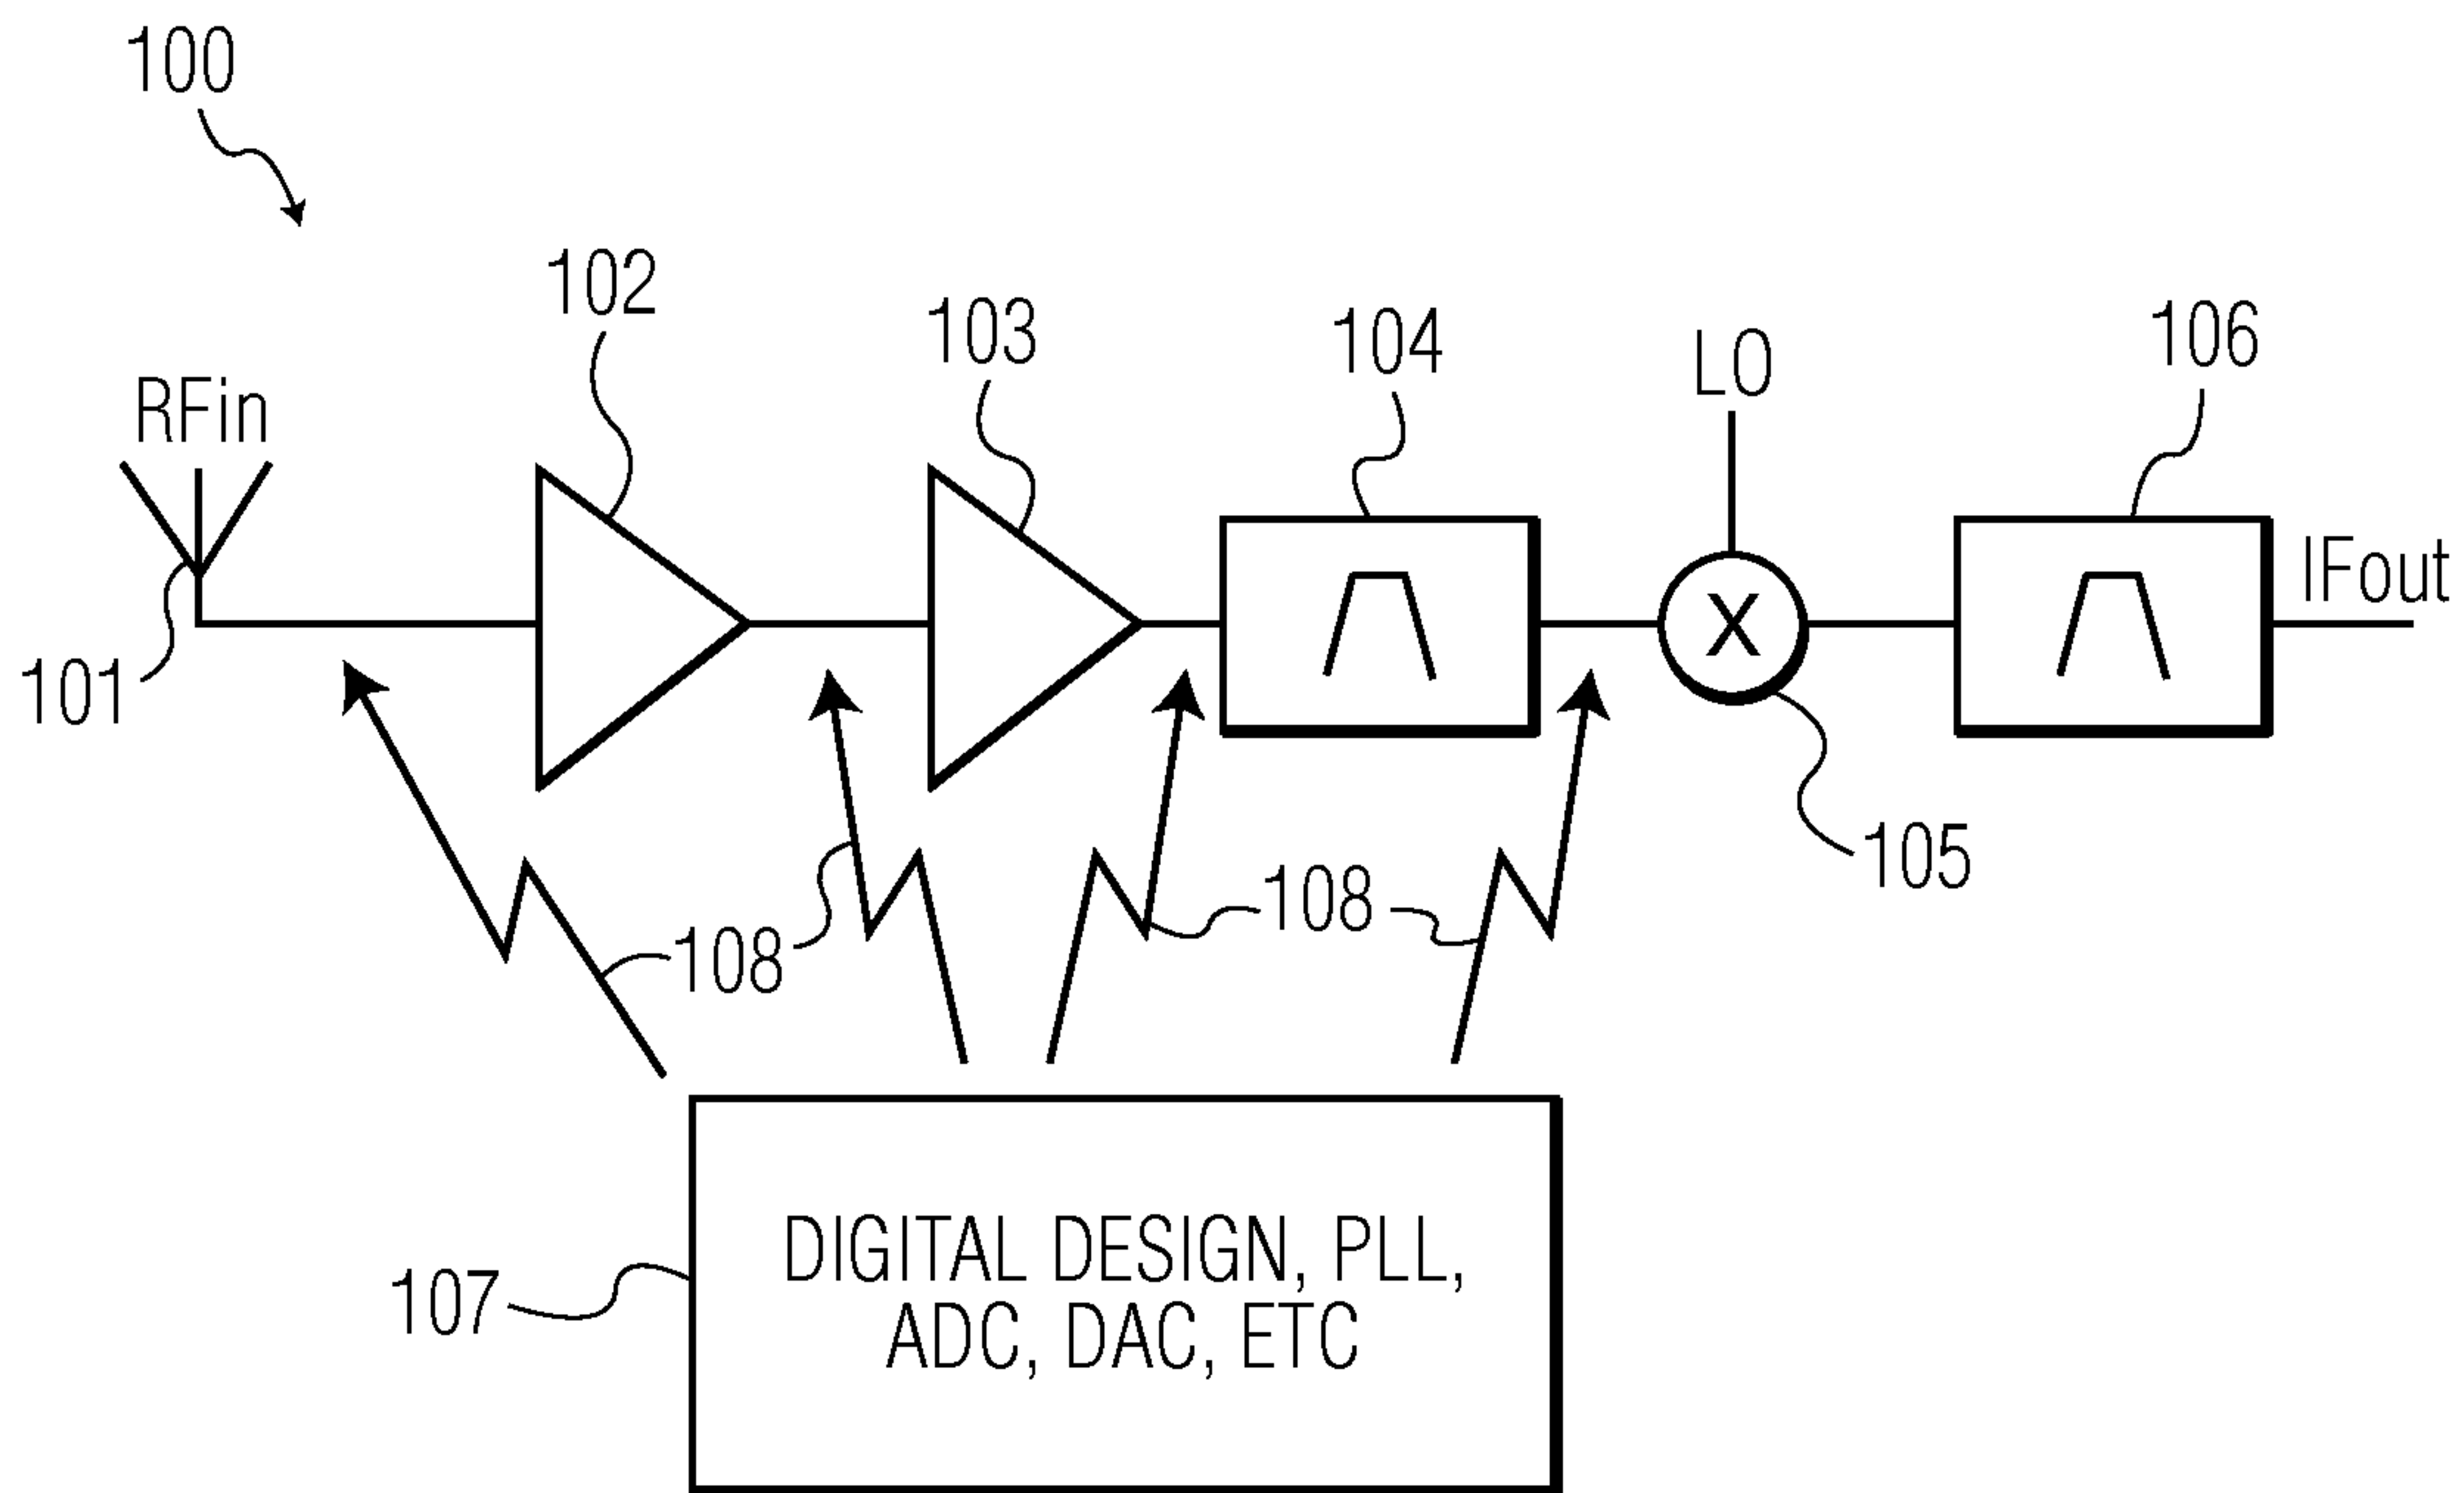 100
102
103
104
LO
106
RFin
IFout
101
105
108
108
107
DIGITAL DESIGN, PLL,
ADC, DAC, ETC
X